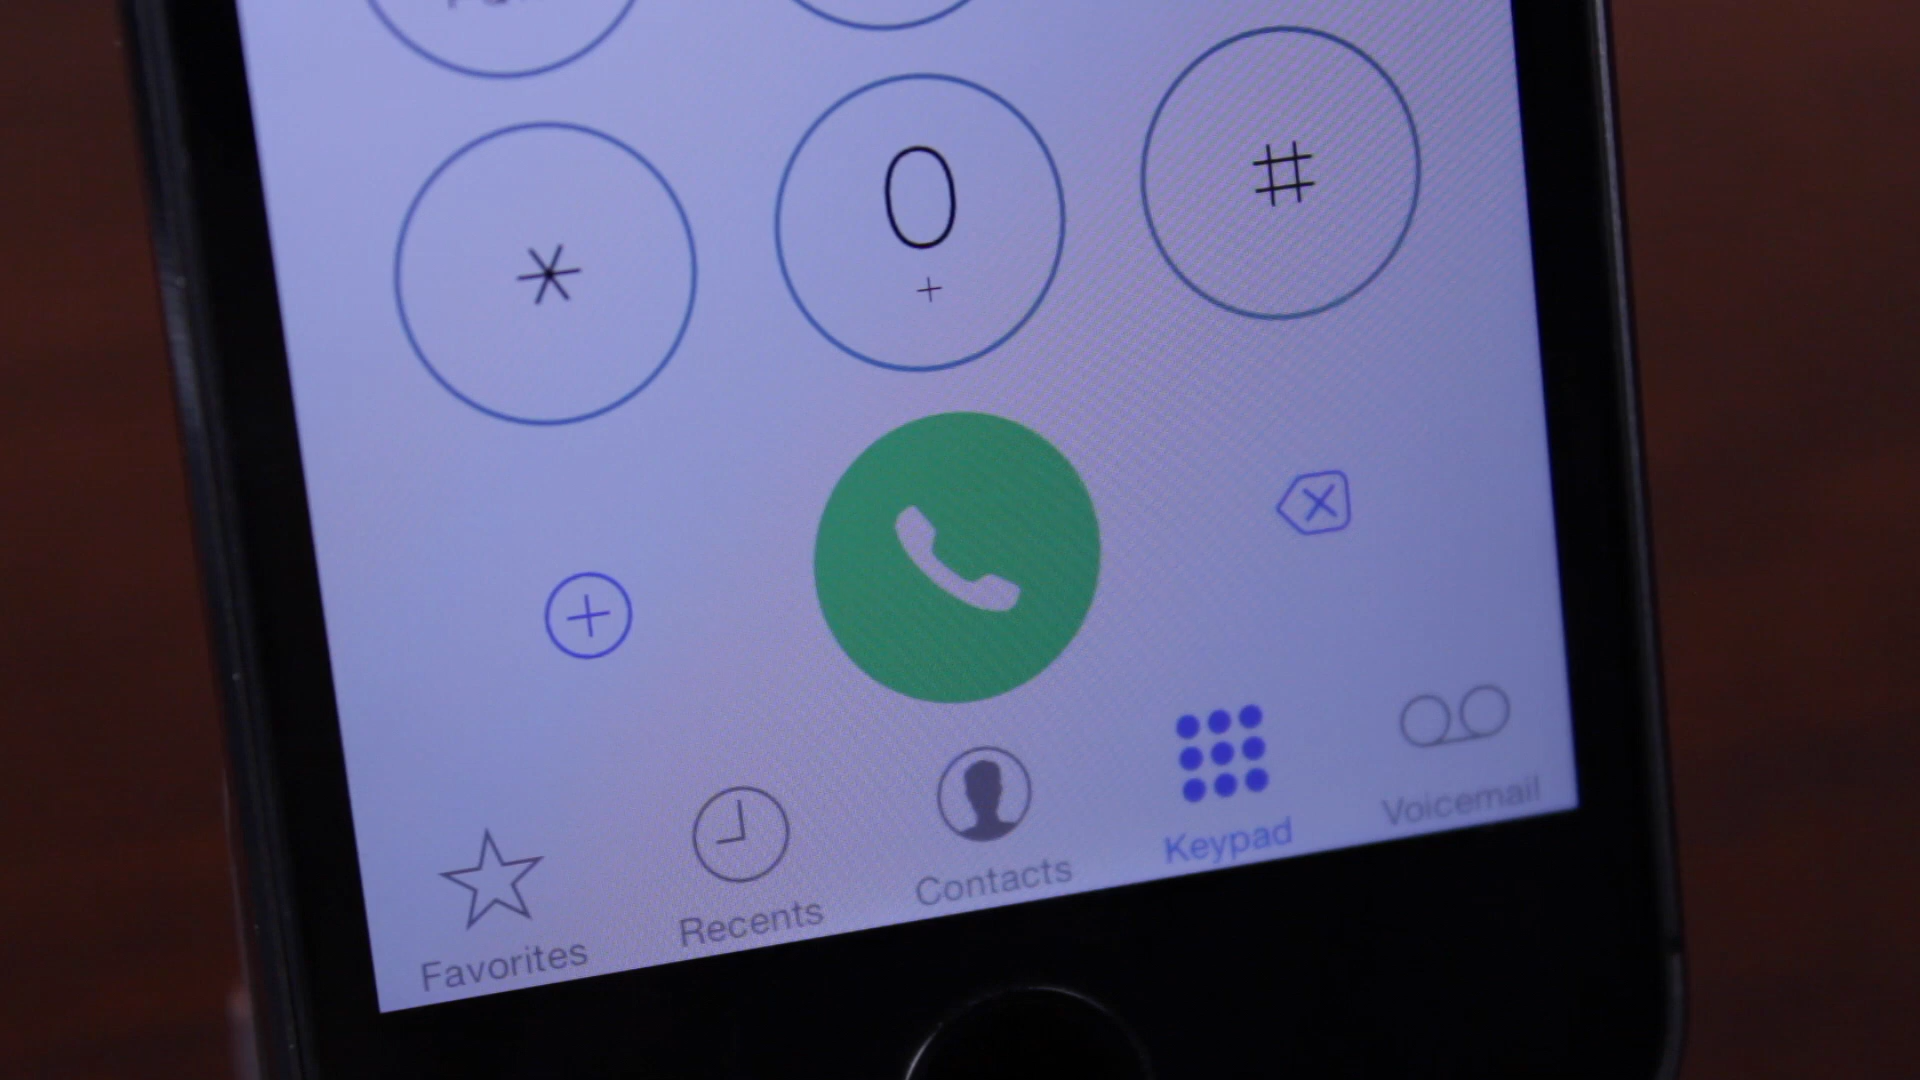 *
0
+
#
Favorites
Recents
Contacts
Keypad
Voicemail